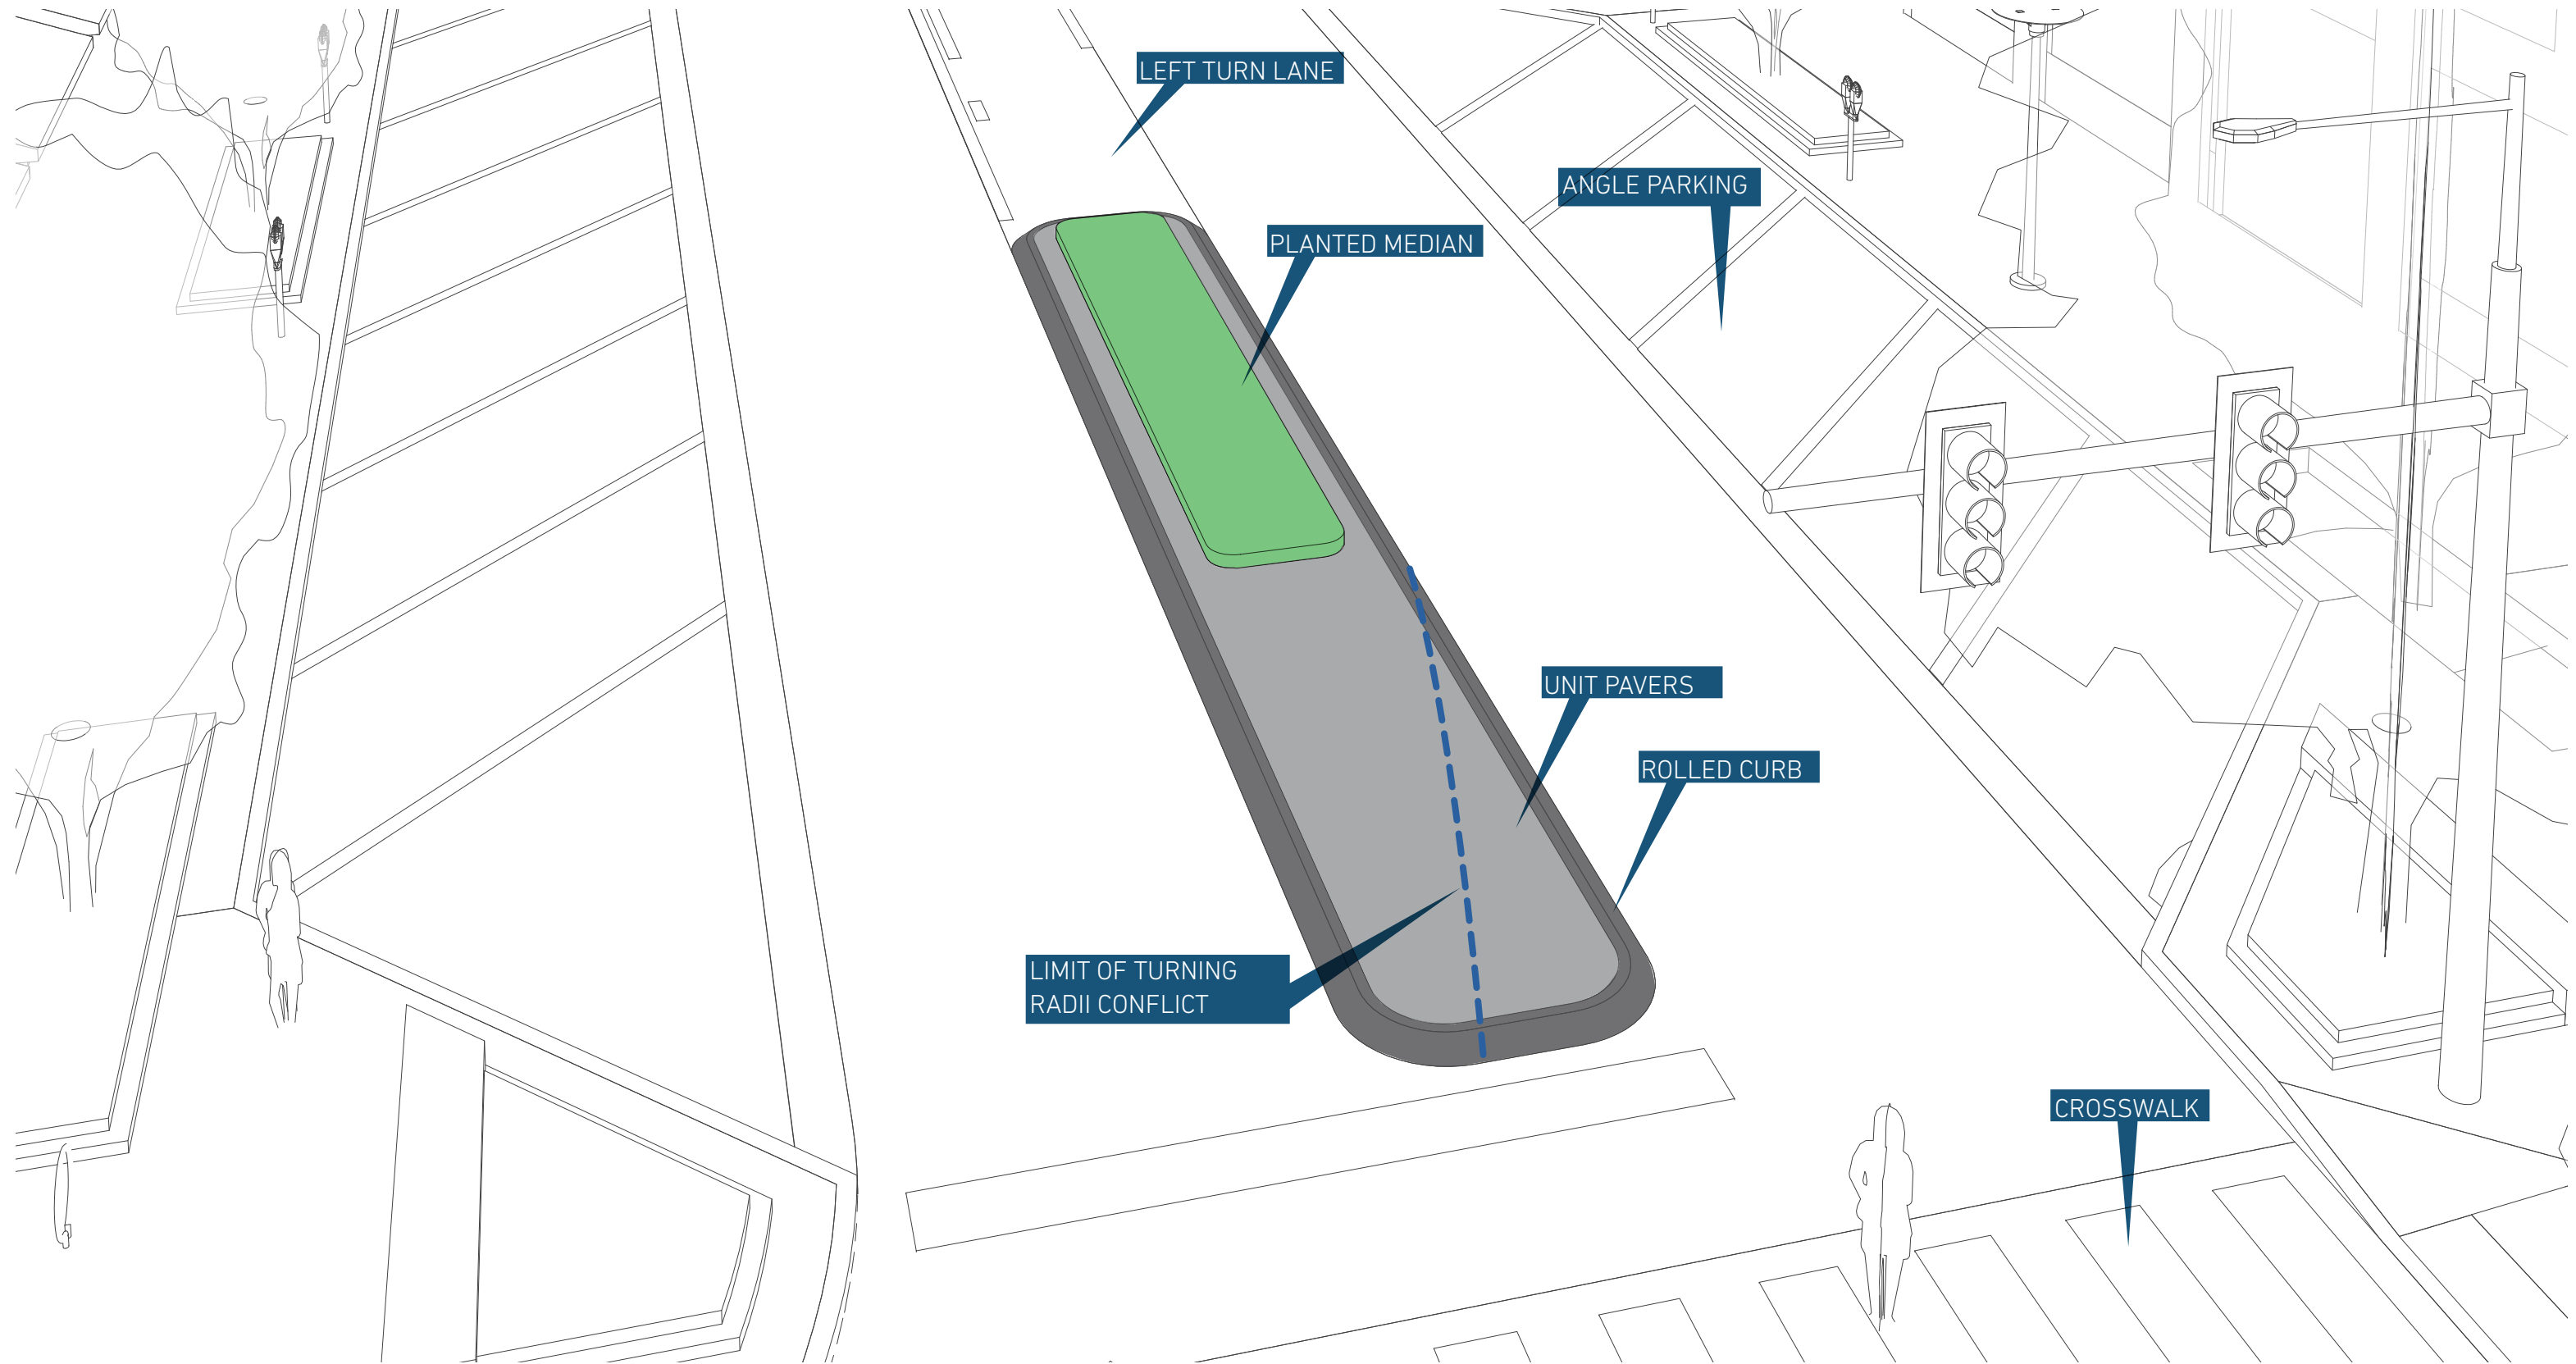 LEFT TURN LANE
ANGLE PARKING
PLANTED MEDIAN
UNIT PAVERS
ROLLED CURB
LIMIT OF TURNING
RADII CONFLICT
CROSSWALK